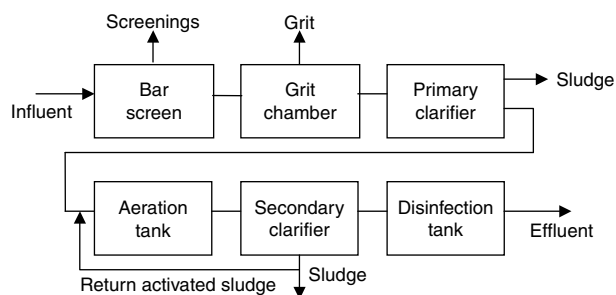 Screenings
Grit
Influent
Bar
screen
Grit
chamber
Primary
clarifier
Sludge
Aeration
tank
Secondary
clarifier
Disinfection
tank
Effluent
Return activated sludge
Sludge